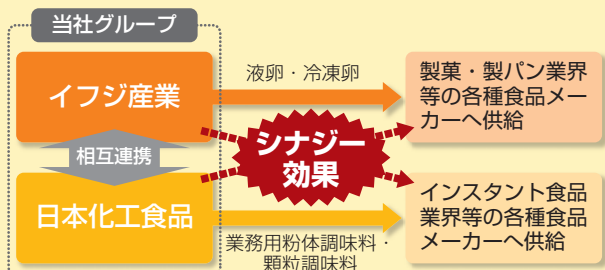 当社グループ
イフジ産業
液卵・冷凍卵
製菓・製パン業界
等の各種食品メー
カーへ供給
相互連携
シナジー
効果
日本化工食品
業務用粉体調味料・
顆粒調味料
インスタント食品
業界等の各種食品
メーカーへ供給